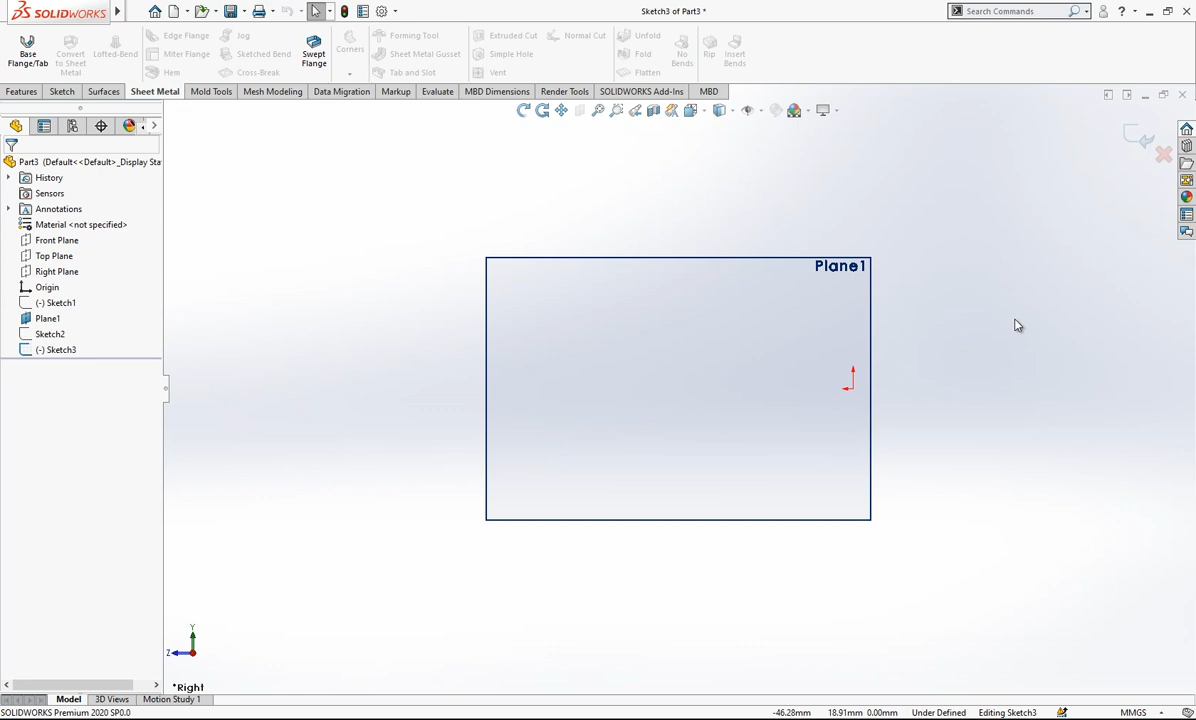 SOLIDWORKS
Sketch3 of Part3 *
Search Commands
Base Flange/Tab
Convert to Sheet Metal
Lofted-Bend
Edge Flange
Miter Flange
Hem
Jog
Sketched Bend
Cross-Break
Swept Flange
Corners
Forming Tool
Sheet Metal Gusset
Tab and Slot
Extruded Cut
Simple Hole
Vent
Normal Cut
Unfold
Fold
Flatten
No Bends
Rip
Insert Bends
Features
Sketch
Surfaces
Sheet Metal
Mold Tools
Mesh Modeling
Data Migration
Markup
Evaluate
MBD Dimensions
Render Tools
SOLIDWORKS Add-Ins
MBD
Part3 (Default<<Default>_Display Sta
History
Sensors
Annotations
Material <not specified>
Front Plane
Top Plane
Right Plane
Origin
(-) Sketch1
Plane1
Sketch2
(-) Sketch3
Plane1
Y
Z
*Right
Model
3D Views
Motion Study 1
SOLIDWORKS Premium 2020 SP0.0
-46.28mm
18.91mm
0.00mm
Under Defined
Editing Sketch3
MMGS